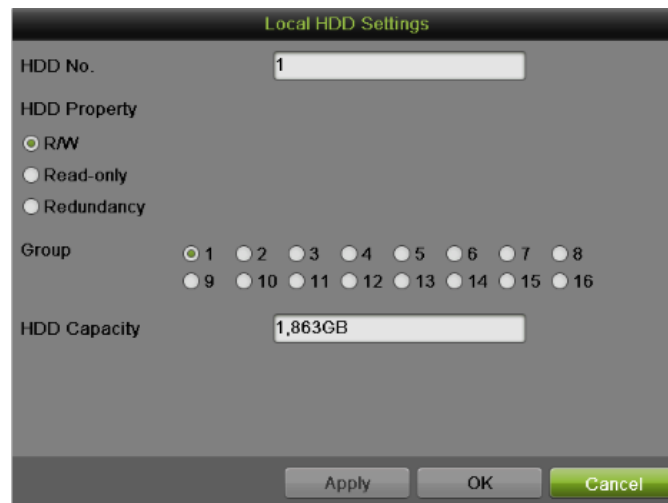 Local HDD Settings
HDD No. 1
HDD Property
R/W
Read-only
Redundancy
Group 1 2 3 4 5 6 7 8
9 10 11 12 13 14 15 16
HDD Capacity 1,863GB
Apply OK Cancel